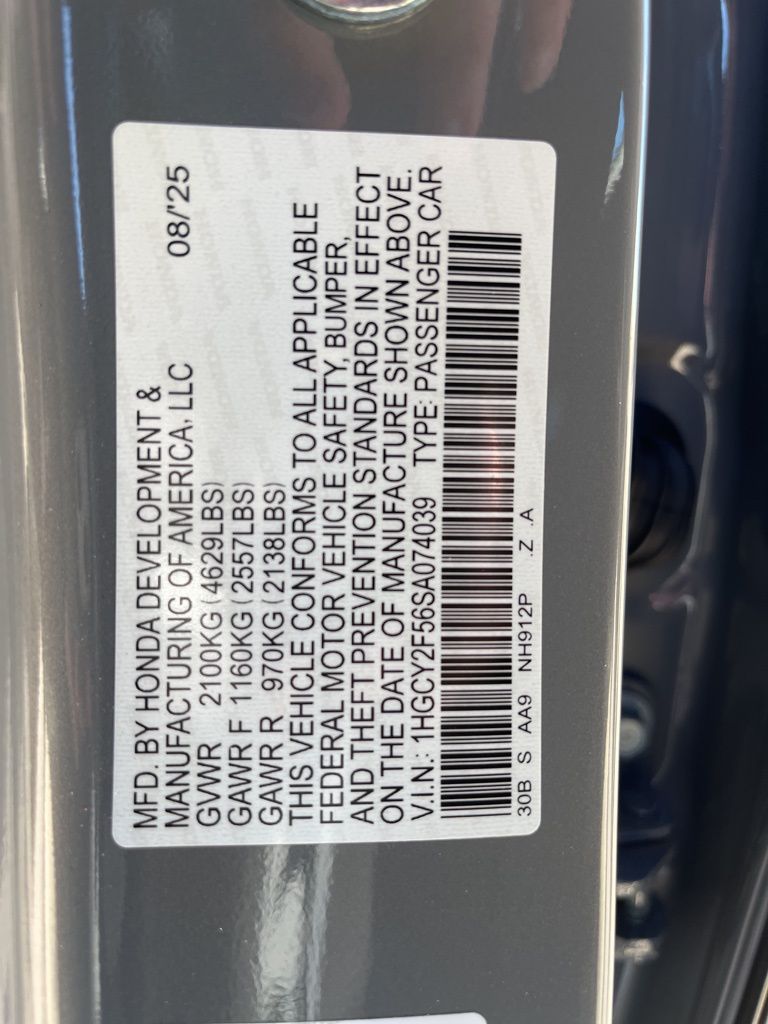 MFD. BY HONDA DEVELOPMENT &
MANUFACTURING OF AMERICA, LLC 08/'25
GVWR 2100KG (4629LBS)
GAWR F 1160KG (2557LBS)
GAWR R 970KG (2138LBS)
THIS VEHICLE CONFORMS TO ALL APPLICABLE
FEDERAL MOTOR VEHICLE SAFETY, BUMPER,
AND THEFT PREVENTION STANDARDS IN EFFECT
ON THE DATE OF MANUFACTURE SHOWN ABOVE.
V.I.N.: 1HGCY2F56SA074039 TYPE: PASSENGER CAR
30B S AA9 NH912P .Z .A